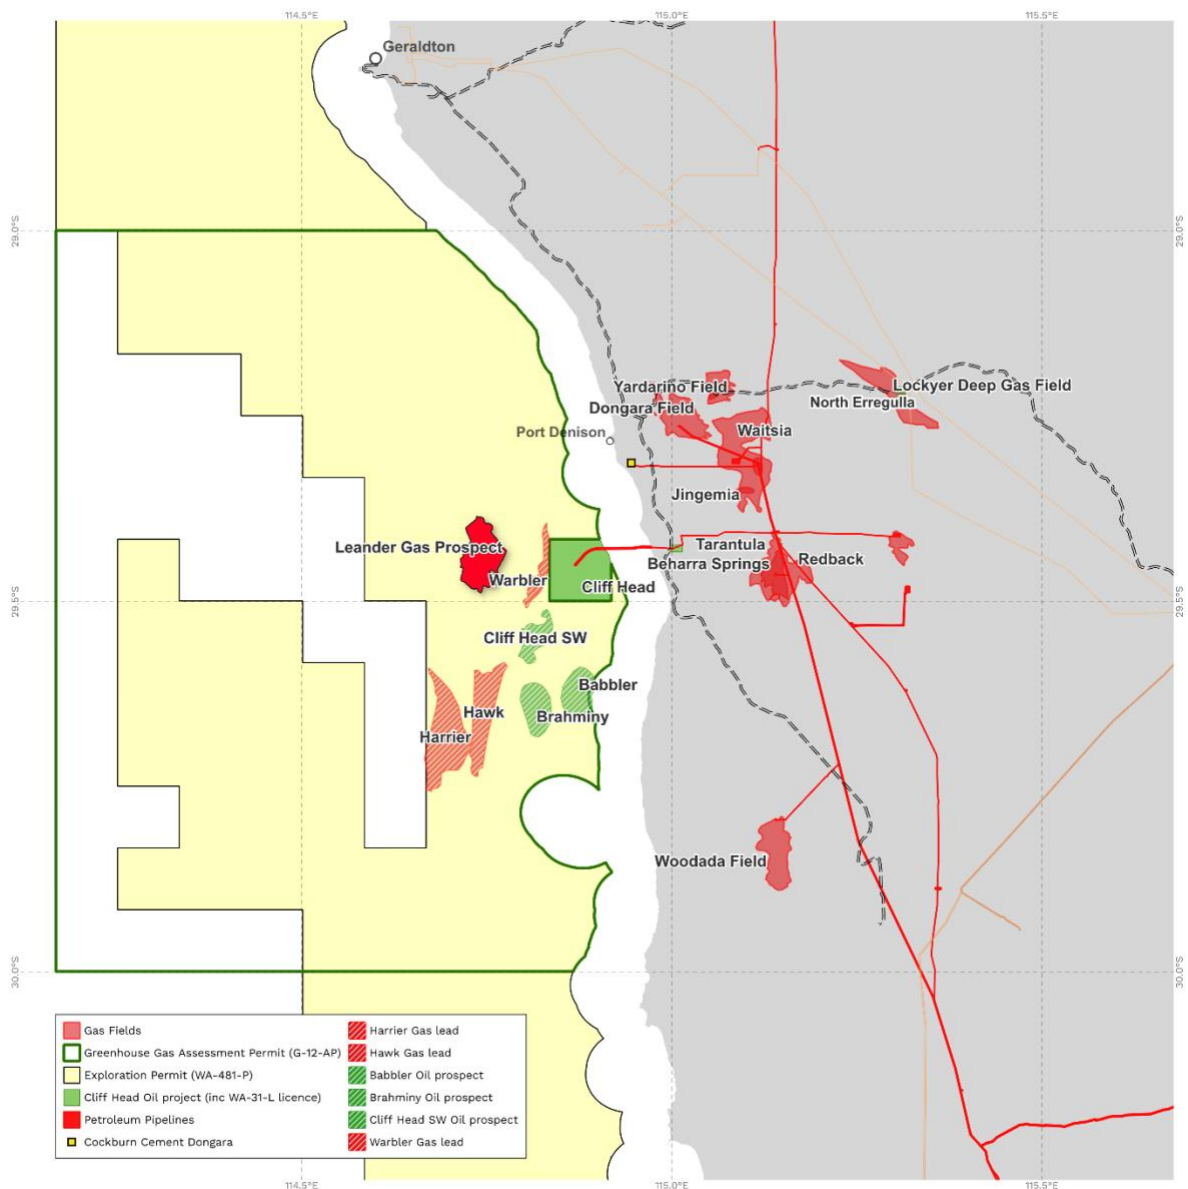 114.5°E
115.0°E
115.5°E
Geraldton
29.0°S
29.0°S
Yardarino Field
Lockyer Deep Gas Field
Dongara Field
North Erregulla
Port Denison
Waitsia
Jingemia
Leander Gas Prospect
Tarantula
Beharra Springs
Redback
Warbler
Cliff Head
29.5°S
29.5°S
Cliff Head SW
Babbler
Hawk
Brahminy
Harrier
Woodada Field
30.0°S
30.0°S
Gas Fields
Greenhouse Gas Assessment Permit (G-12-AP)
Exploration Permit (WA-481-P)
Cliff Head Oil project (inc WA-31-L licence)
Petroleum Pipelines
Cockburn Cement Dongara
Harrier Gas lead
Hawk Gas lead
Babbler Oil prospect
Brahminy Oil prospect
Cliff Head SW Oil prospect
Warbler Gas lead
114.5°E
115.0°E
115.5°E